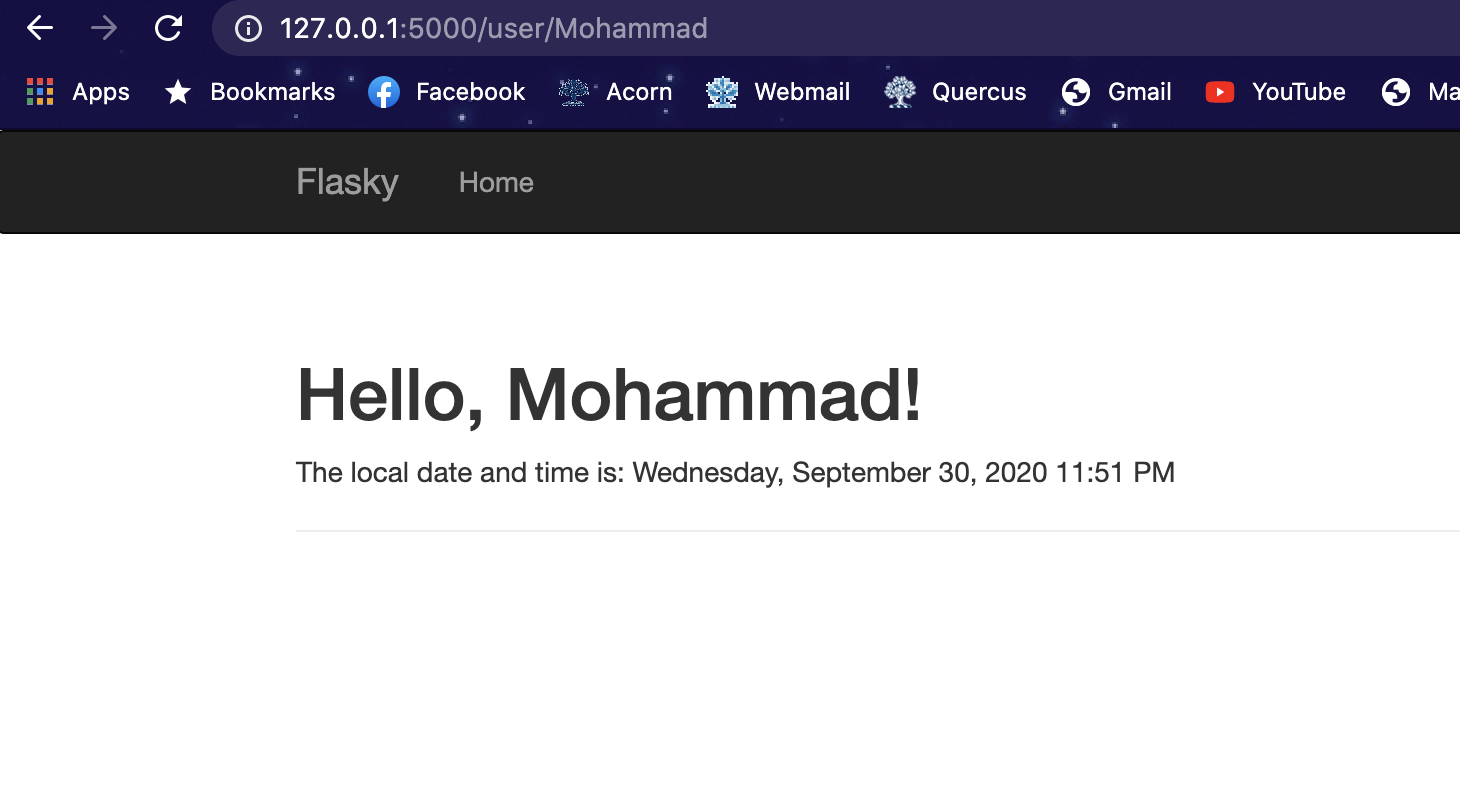 127.0.0.1:5000/user/Mohammad
Apps Bookmarks Facebook Acorn Webmail Quercus Gmail YouTube Ma
Flasky Home
Hello, Mohammad!
The local date and time is: Wednesday, September 30, 2020 11:51 PM